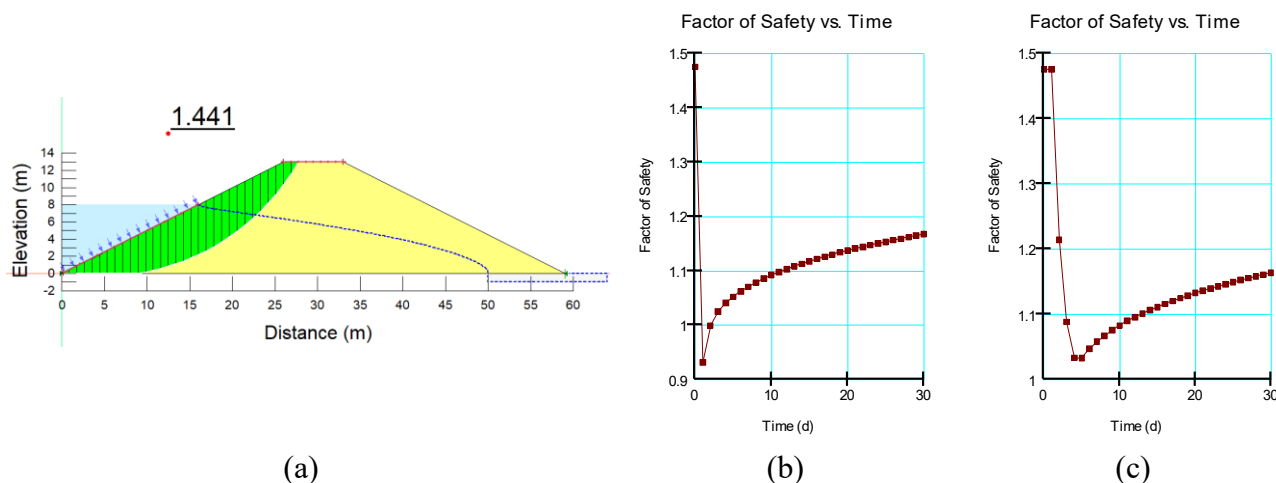 1.441
Elevation (m)
14
12
10
8
6
4
2
0
-2
0 5 10 15 20 25 30 35 40 45 50 55 60
Distance (m)
(a)
Factor of Safety vs. Time
Factor of Safety
1.5
1.4
1.3
1.2
1.1
1
0.9
0 10 20 30
Time (d)
(b)
Factor of Safety vs. Time
Factor of Safety
1.5
1.4
1.3
1.2
1.1
1
0 10 20 30
Time (d)
(c)